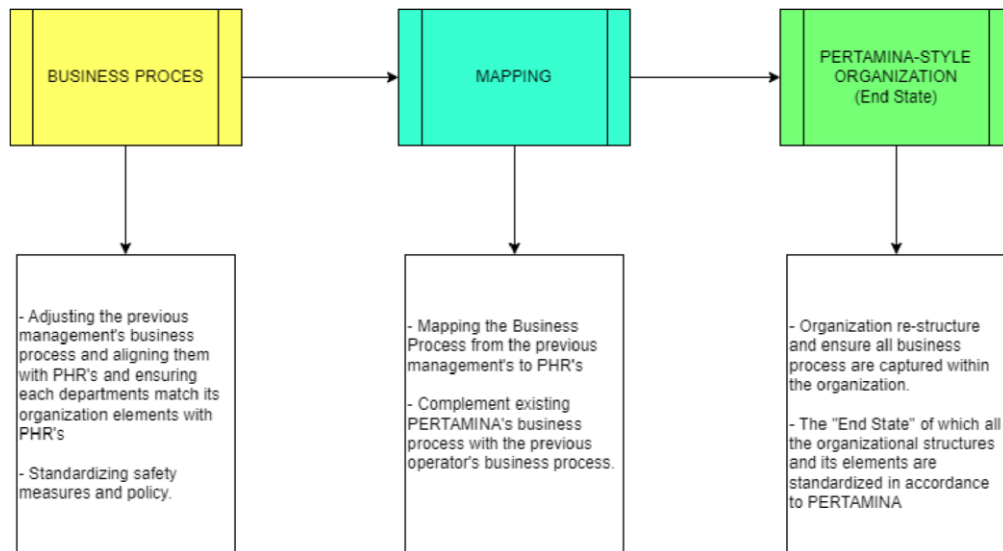 BUSINESS PROCES
MAPPING
PERTAMINA-STYLE
ORGANIZATION
(End State)
- Adjusting the previous
management's business
process and aligning them
with PHR's and ensuring
each departments match its
organization elements with
PHR's
- Standardizing safety
measures and policy.
- Mapping the Business
Process from the previous
management's to PHR's
- Complement existing
PERTAMINA's business
process with the previous
operator's business process.
- Organization re-structure
and ensure all business
process are captured within
the organization.
- The "End State" of which all
the organizational structures
and its elements are
standardized in accordance
to PERTAMINA